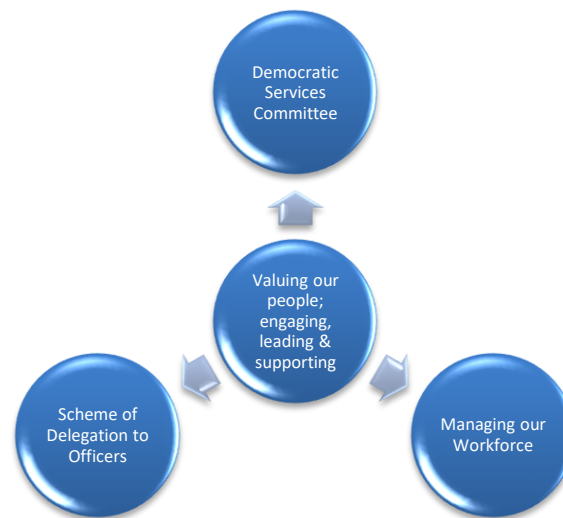 Democratic
Services
Committee
Valuing our
people;
engaging,
leading &
supporting
Scheme of
Delegation to
Officers
Managing our
Workforce